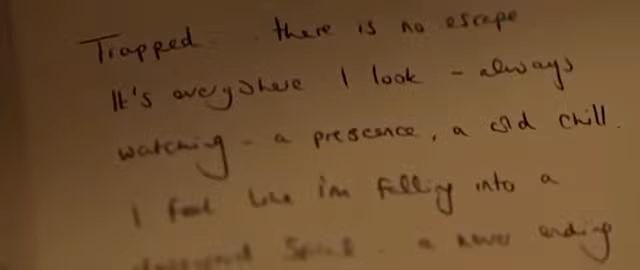 Trapped. there is no escape
It's everywhere I look - always
watching - a presence, a cold chill.
I feel like i'm falling into a
a never ending